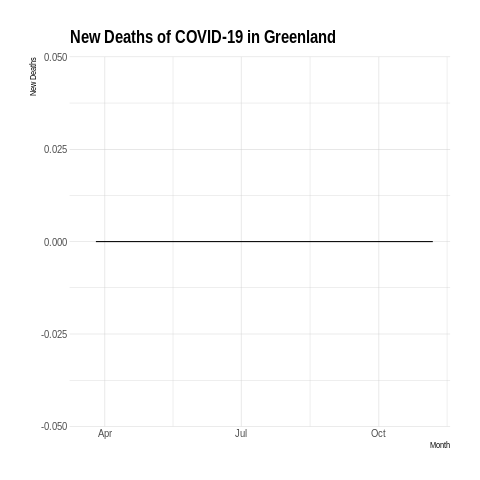 New Deaths of COVID-19 in Greenland
New Deaths
0.050
0.025
0.000
-0.025
-0.050
Apr Jul Oct
Month